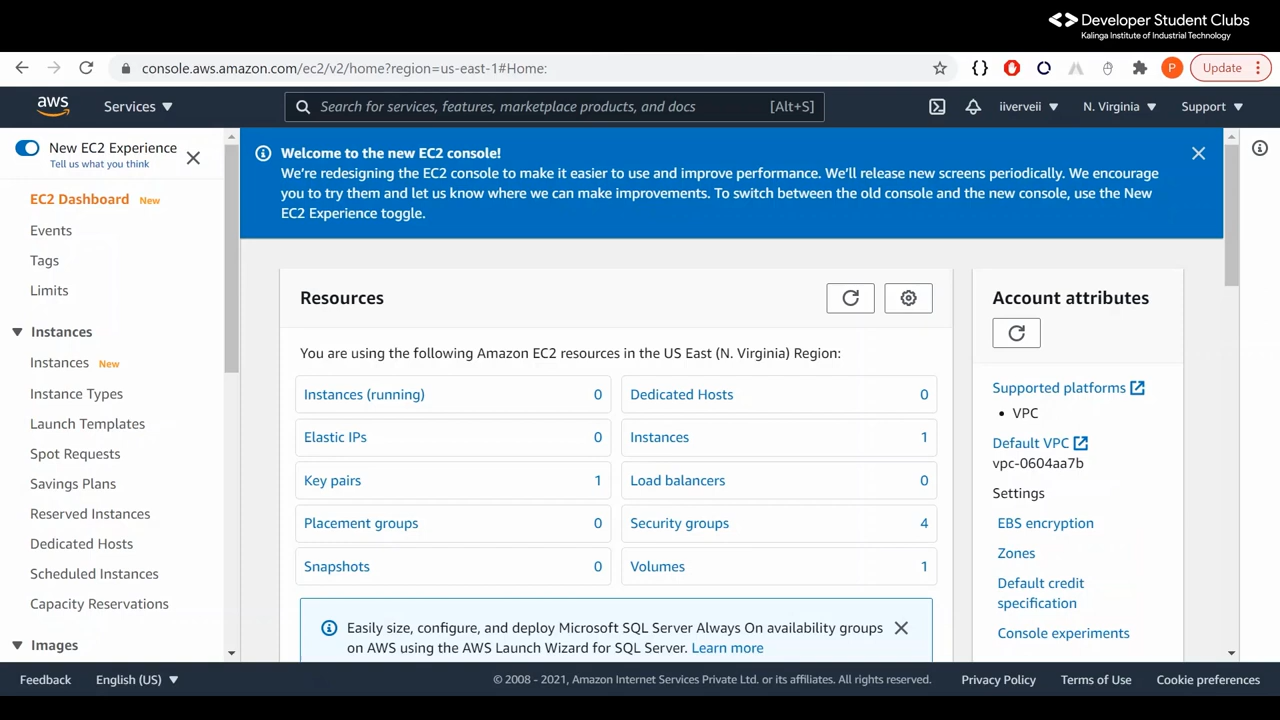 Developer Student Clubs
Kalinga Institute of Industrial Technology
console.aws.amazon.com/ec2/v2/home?region=us-east-1#Home:
P
Update
aws
Services
Search for services, features, marketplace products, and docs
[Alt+S]
iiverveii
N. Virginia
Support
New EC2 Experience
Tell us what you think
EC2 Dashboard New
Events
Tags
Limits
Instances
Instances New
Instance Types
Launch Templates
Spot Requests
Savings Plans
Reserved Instances
Dedicated Hosts
Scheduled Instances
Capacity Reservations
Images
Welcome to the new EC2 console!
We're redesigning the EC2 console to make it easier to use and improve performance. We'll release new screens periodically. We encourage
you to try them and let us know where we can make improvements. To switch between the old console and the new console, use the New
EC2 Experience toggle.
Resources
You are using the following Amazon EC2 resources in the US East (N. Virginia) Region:
Instances (running) 0
Dedicated Hosts 0
Elastic IPs 0
Instances 1
Key pairs 1
Load balancers 0
Placement groups 0
Security groups 4
Snapshots 0
Volumes 1
Easily size, configure, and deploy Microsoft SQL Server Always On availability groups
on AWS using the AWS Launch Wizard for SQL Server. Learn more
Account attributes
Supported platforms
• VPC
Default VPC
vpc-0604aa7b
Settings
EBS encryption
Zones
Default credit
specification
Console experiments
Feedback
English (US)
© 2008 - 2021, Amazon Internet Services Private Ltd. or its affiliates. All rights reserved.
Privacy Policy
Terms of Use
Cookie preferences